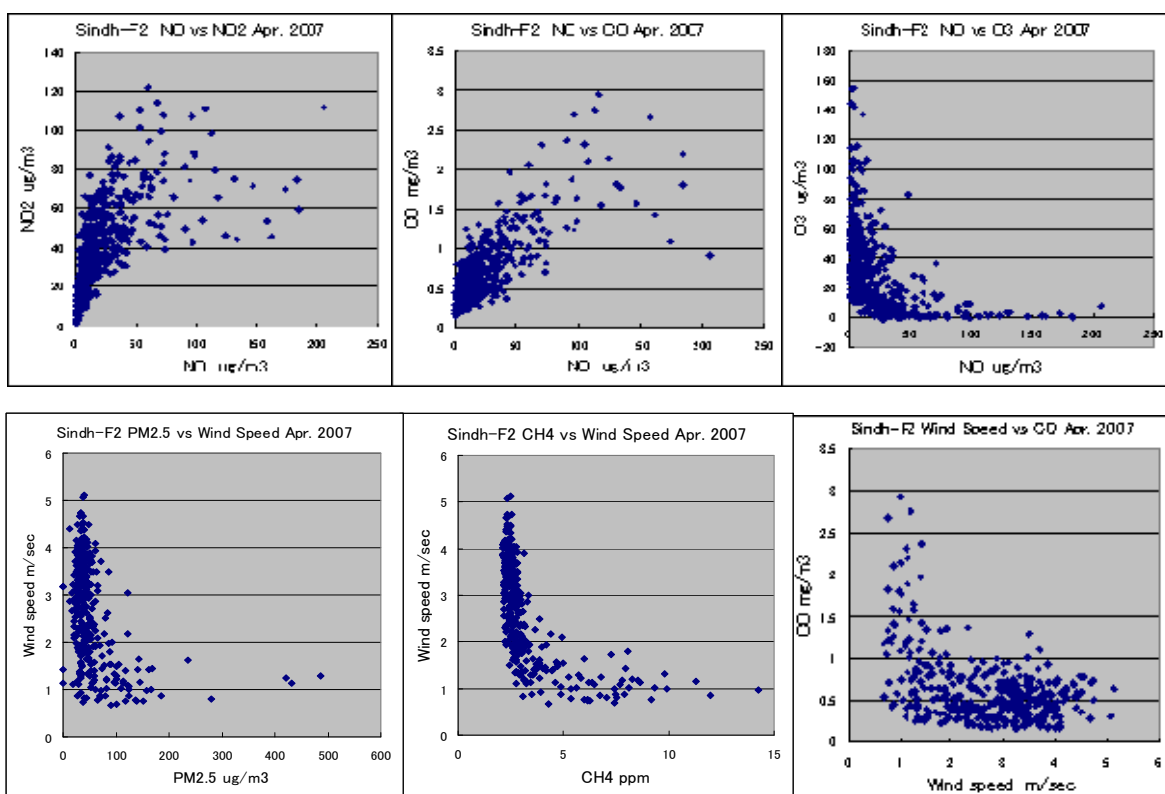 Sindh-F2 NO vs NO2 Apr. 2007
140
120
100
80
60
40
20
0
NO2 ug/m3
0 50 100 150 200 250
NO ug/m3
Sindh-F2 NC vs CO Apr. 2007
3.5
3
2.5
2
1.5
1
0.5
0
CO mg/m3
0 50 100 150 200 250
NO ug/m3
Sindh-F2 NO vs O3 Apr 2007
180
160
140
120
100
80
60
40
20
0
-20
O3 ug/m3
0 50 100 150 200 250
NO ug/m3
Sindh-F2 PM2.5 vs Wind Speed Apr. 2007
6
5
4
3
2
1
0
Wind speed m/sec
0 100 200 300 400 500 600
PM2.5 ug/m3
Sindh-F2 CH4 vs Wind Speed Apr. 2007
6
5
4
3
2
1
0
Wind speed m/sec
0 5 10 15
CH4 ppm
Sindh-F2 Wind Speed vs CO Apr. 2007
3.5
3
2.5
2
1.5
1
0.5
0
CO mg/m3
0 1 2 3 4 5 6
Wind speed m/sec